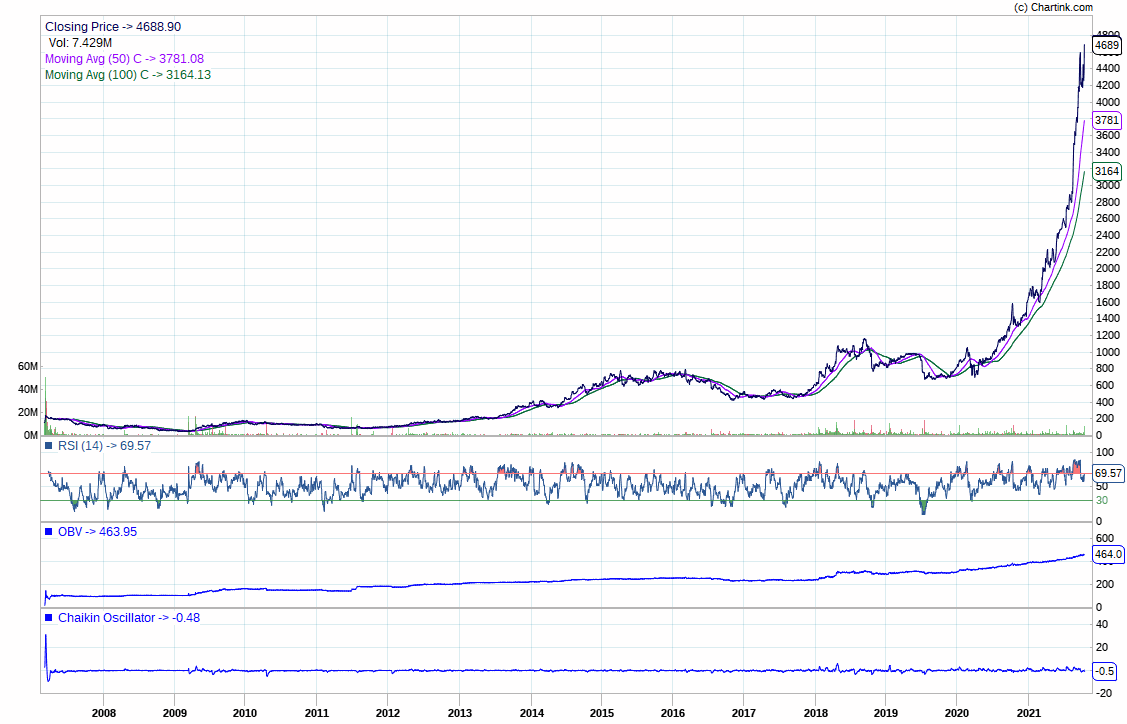 (c) Chartink.com
Closing Price -> 4688.90
Vol: 7.429M
Moving Avg (50) C -> 3781.08
Moving Avg (100) C -> 3164.13
4800
4689
4400
4200
4000
3781
3600
3400
3164
3000
2800
2600
2400
2200
2000
1800
1600
1400
1200
1000
800
600
400
200
0
60M
40M
20M
0M
RSI (14) -> 69.57
100
69.57
50
30
0
OBV -> 463.95
600
464.0
200
0
Chaikin Oscillator -> -0.48
40
20
-0.5
-20
2008 2009 2010 2011 2012 2013 2014 2015 2016 2017 2018 2019 2020 2021